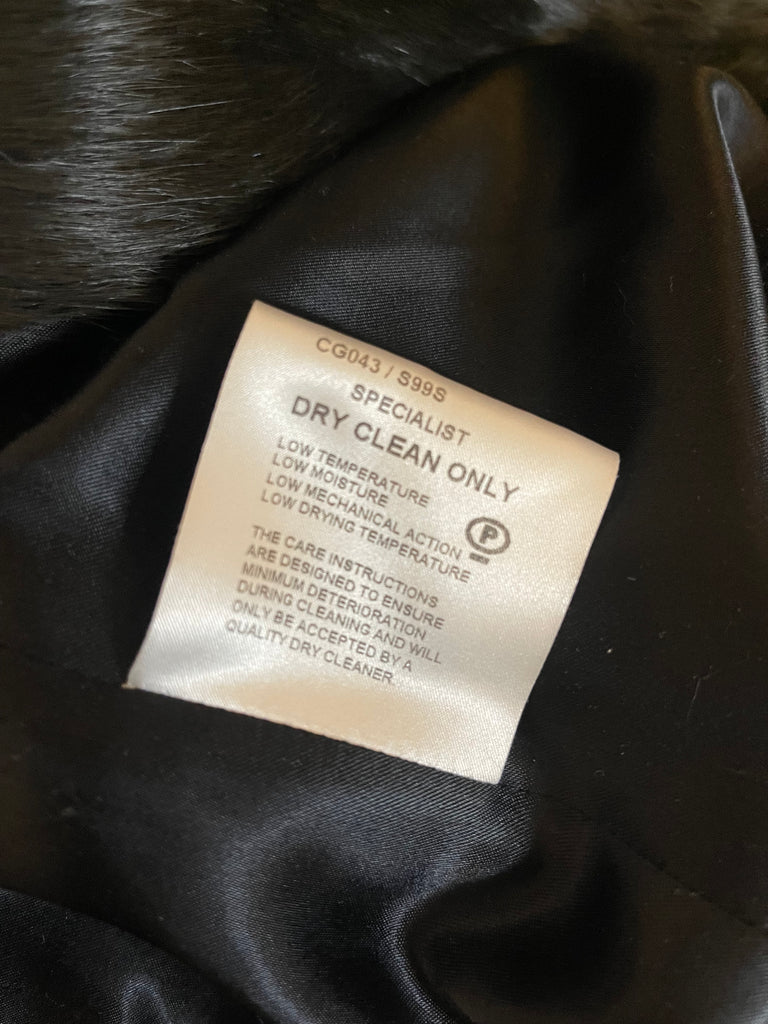 CG043 / S99S
SPECIALIST
DRY CLEAN ONLY
LOW TEMPERATURE
LOW MOISTURE
LOW MECHANICAL ACTION
LOW DRYING TEMPERATURE
P
THE CARE INSTRUCTIONS
ARE DESIGNED TO ENSURE
MINIMUM DETERIORATION
DURING CLEANING AND WILL
ONLY BE ACCEPTED BY A
QUALITY DRY CLEANER